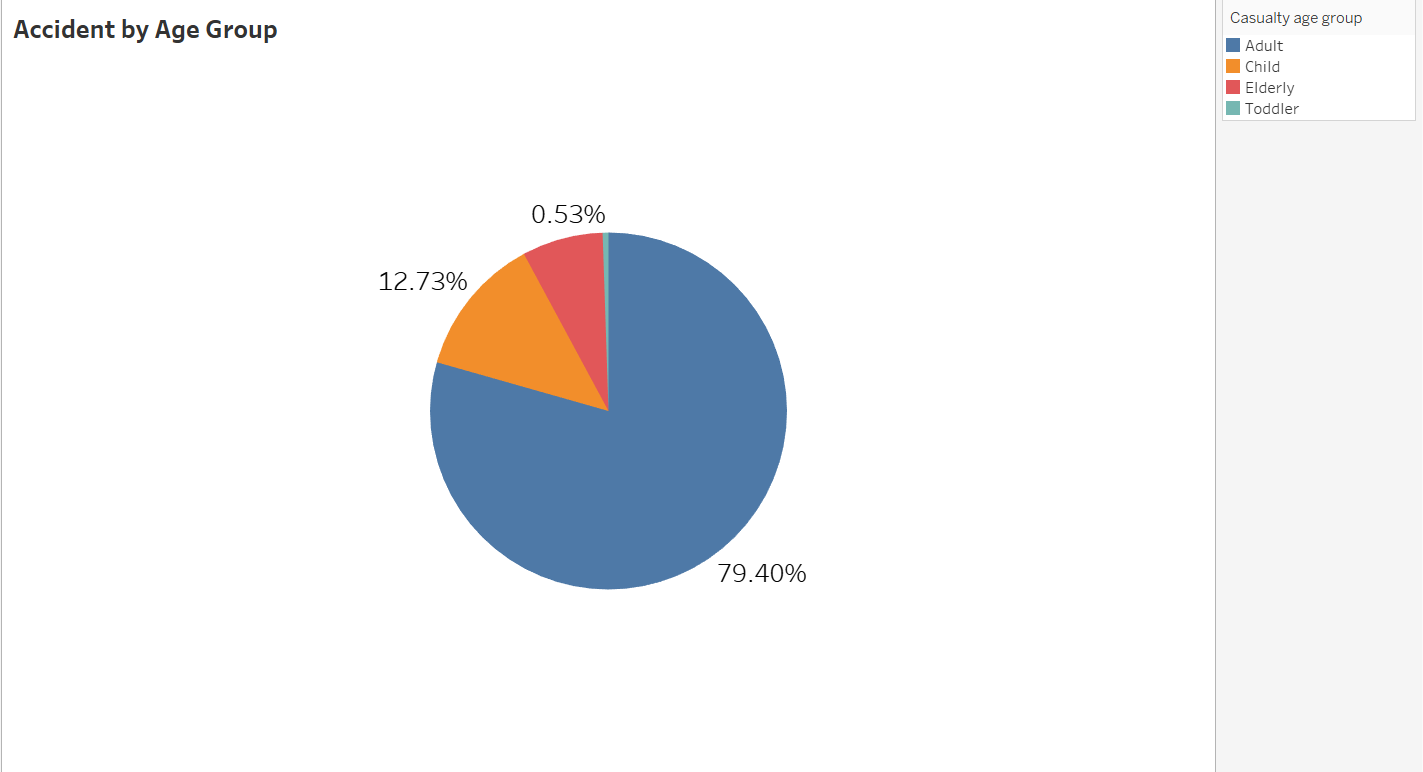 Accident by Age Group
Casualty age group
Adult
Child
Elderly
Toddler
0.53%
12.73%
79.40%